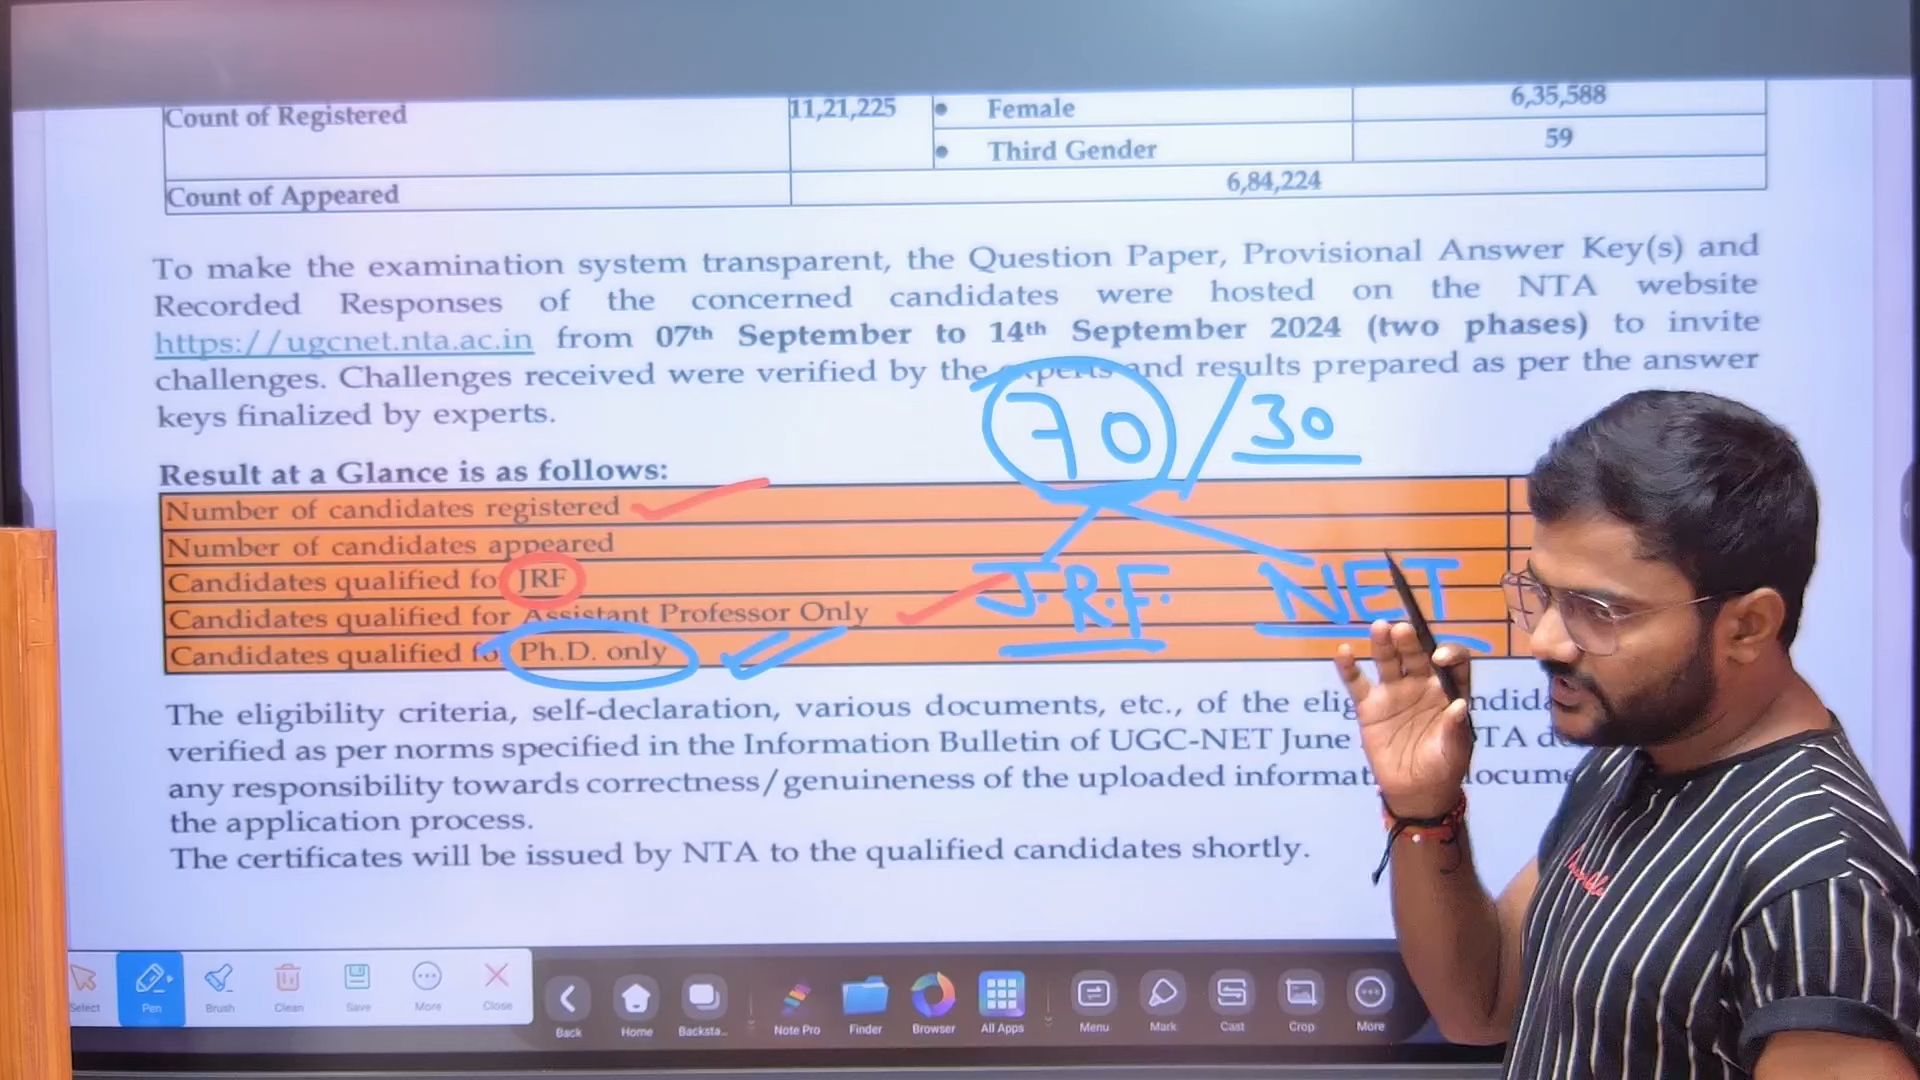 Count of Registered 11,21,225 • Female 6,35,588
• Third Gender 59
Count of Appeared 6,84,224
To make the examination system transparent, the Question Paper, Provisional Answer Key(s) and
Recorded Responses of the concerned candidates were hosted on the NTA website
https://ugcnet.nta.ac.in from 07th September to 14th September 2024 (two phases) to invite
challenges. Challenges received were verified by the experts and results prepared as per the answer
keys finalized by experts.
70/30
Result at a Glance is as follows:
Number of candidates registered
Number of candidates appeared
Candidates qualified fo JRF
J.R.F. NET
Candidates qualified for Assistant Professor Only
Candidates qualified fo Ph.D. only
The eligibility criteria, self-declaration, various documents, etc., of the elig
verified as per norms specified in the Information Bulletin of UGC-NET June TA
any responsibility towards correctness/genuineness of the uploaded informat
the application process.
The certificates will be issued by NTA to the qualified candidates shortly.
Select Pen Brush Clean Save More Close
Back Home Backsta... Note Pro Finder Browser All Apps Menu Mark Cast Crop More